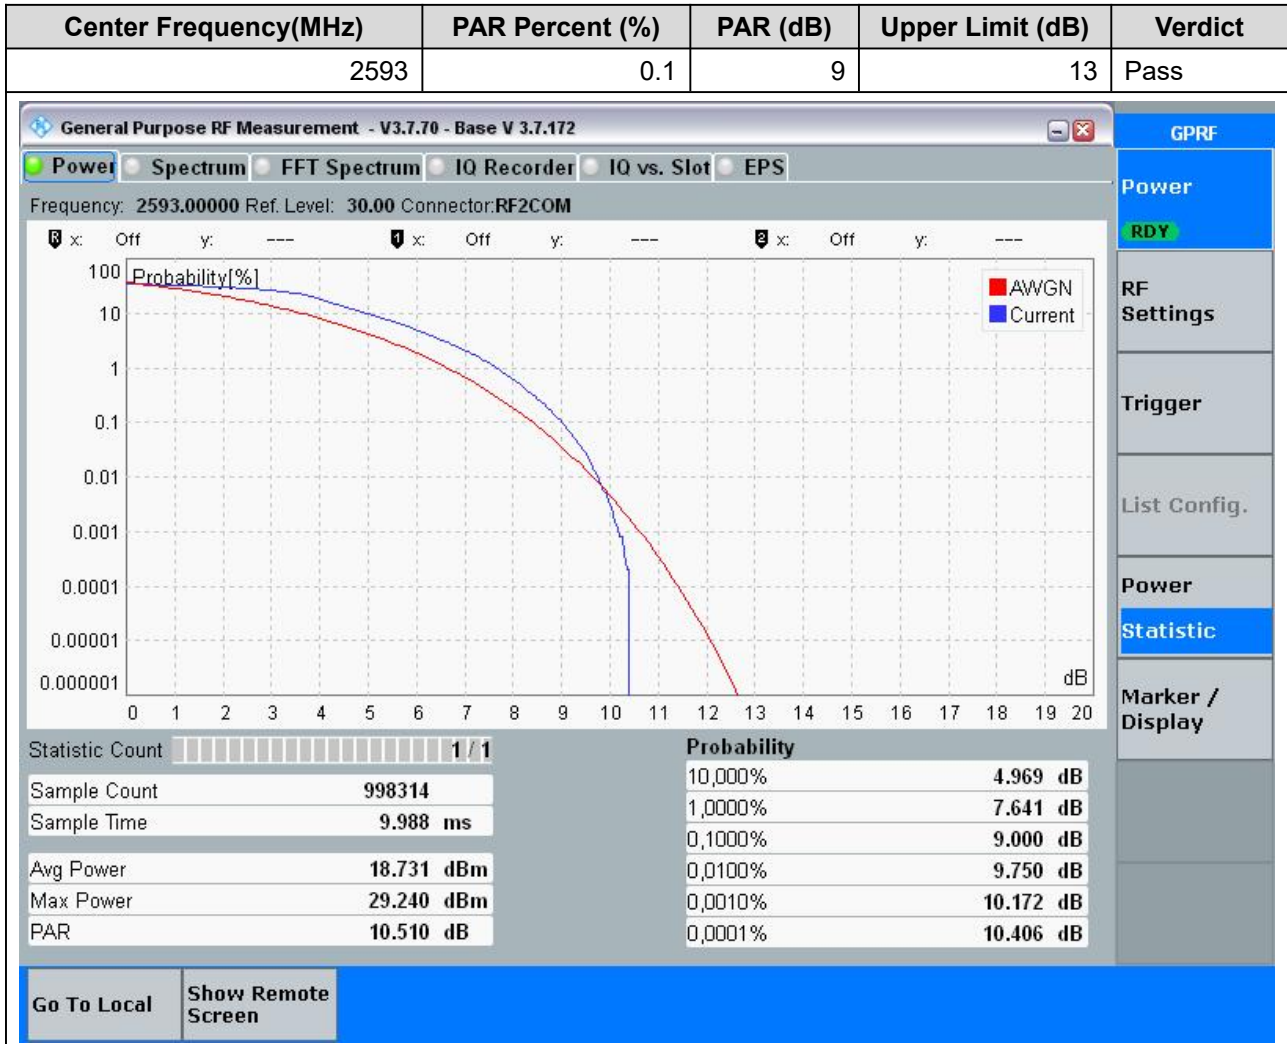 Center Frequency(MHz) PAR Percent (%) PAR (dB) Upper Limit (dB) Verdict
2593 0.1 9 13 Pass
General Purpose RF Measurement - V3.7.70 - Base V 3.7.172
GPRF
Power Spectrum FFT Spectrum IQ Recorder IQ vs. Slot EPS
Power
RDY
Frequency: 2593.00000 Ref. Level: 30.00 Connector:RF2COM
R x: Off y: --- 1 x: Off y: --- 2 x: Off y: ---
Probability[%]
AWGN
Current
100
10
1
0.1
0.01
0.001
0.0001
0.00001
0.000001
dB
0 1 2 3 4 5 6 7 8 9 10 11 12 13 14 15 16 17 18 19 20
RF
Settings
Trigger
List Config.
Power
Statistic
Marker /
Display
Statistic Count 1 / 1
Sample Count 998314
Sample Time 9.988 ms
Avg Power 18.731 dBm
Max Power 29.240 dBm
PAR 10.510 dB
Probability
10,000% 4.969 dB
1,0000% 7.641 dB
0,1000% 9.000 dB
0,0100% 9.750 dB
0,0010% 10.172 dB
0,0001% 10.406 dB
Go To Local
Show Remote
Screen